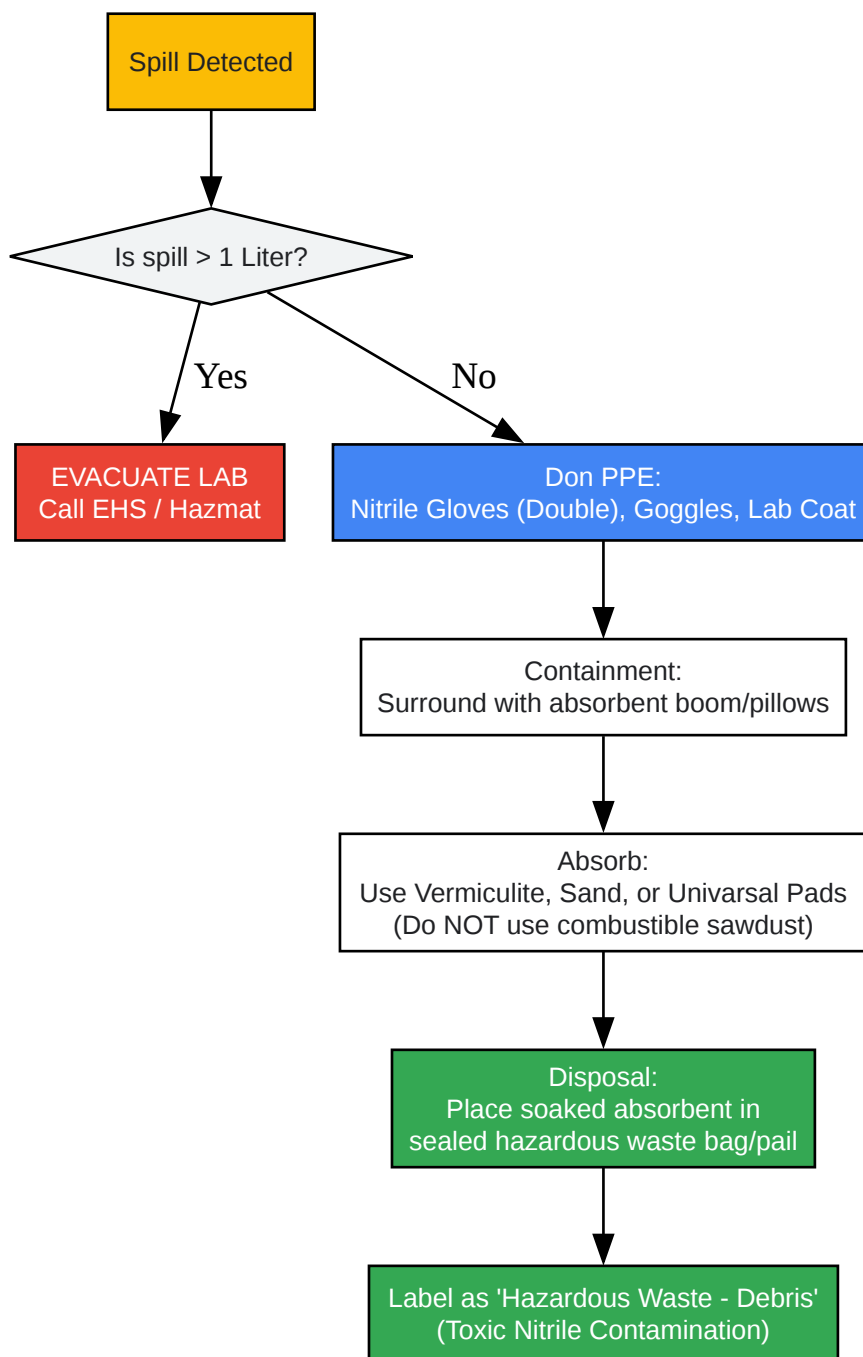 Spill Detected
Is spill > 1 Liter?
Yes
No
EVACUATE LAB
Call EHS / Hazmat
Don PPE:
Nitrile Gloves (Double), Goggles, Lab Coat
Containment:
Surround with absorbent boom/pillows
Absorb:
Use Vermiculite, Sand, or Univarsal Pads
(Do NOT use combustible sawdust)
Disposal:
Place soaked absorbent in
sealed hazardous waste bag/pail
Label as 'Hazardous Waste - Debris'
(Toxic Nitrile Contamination)